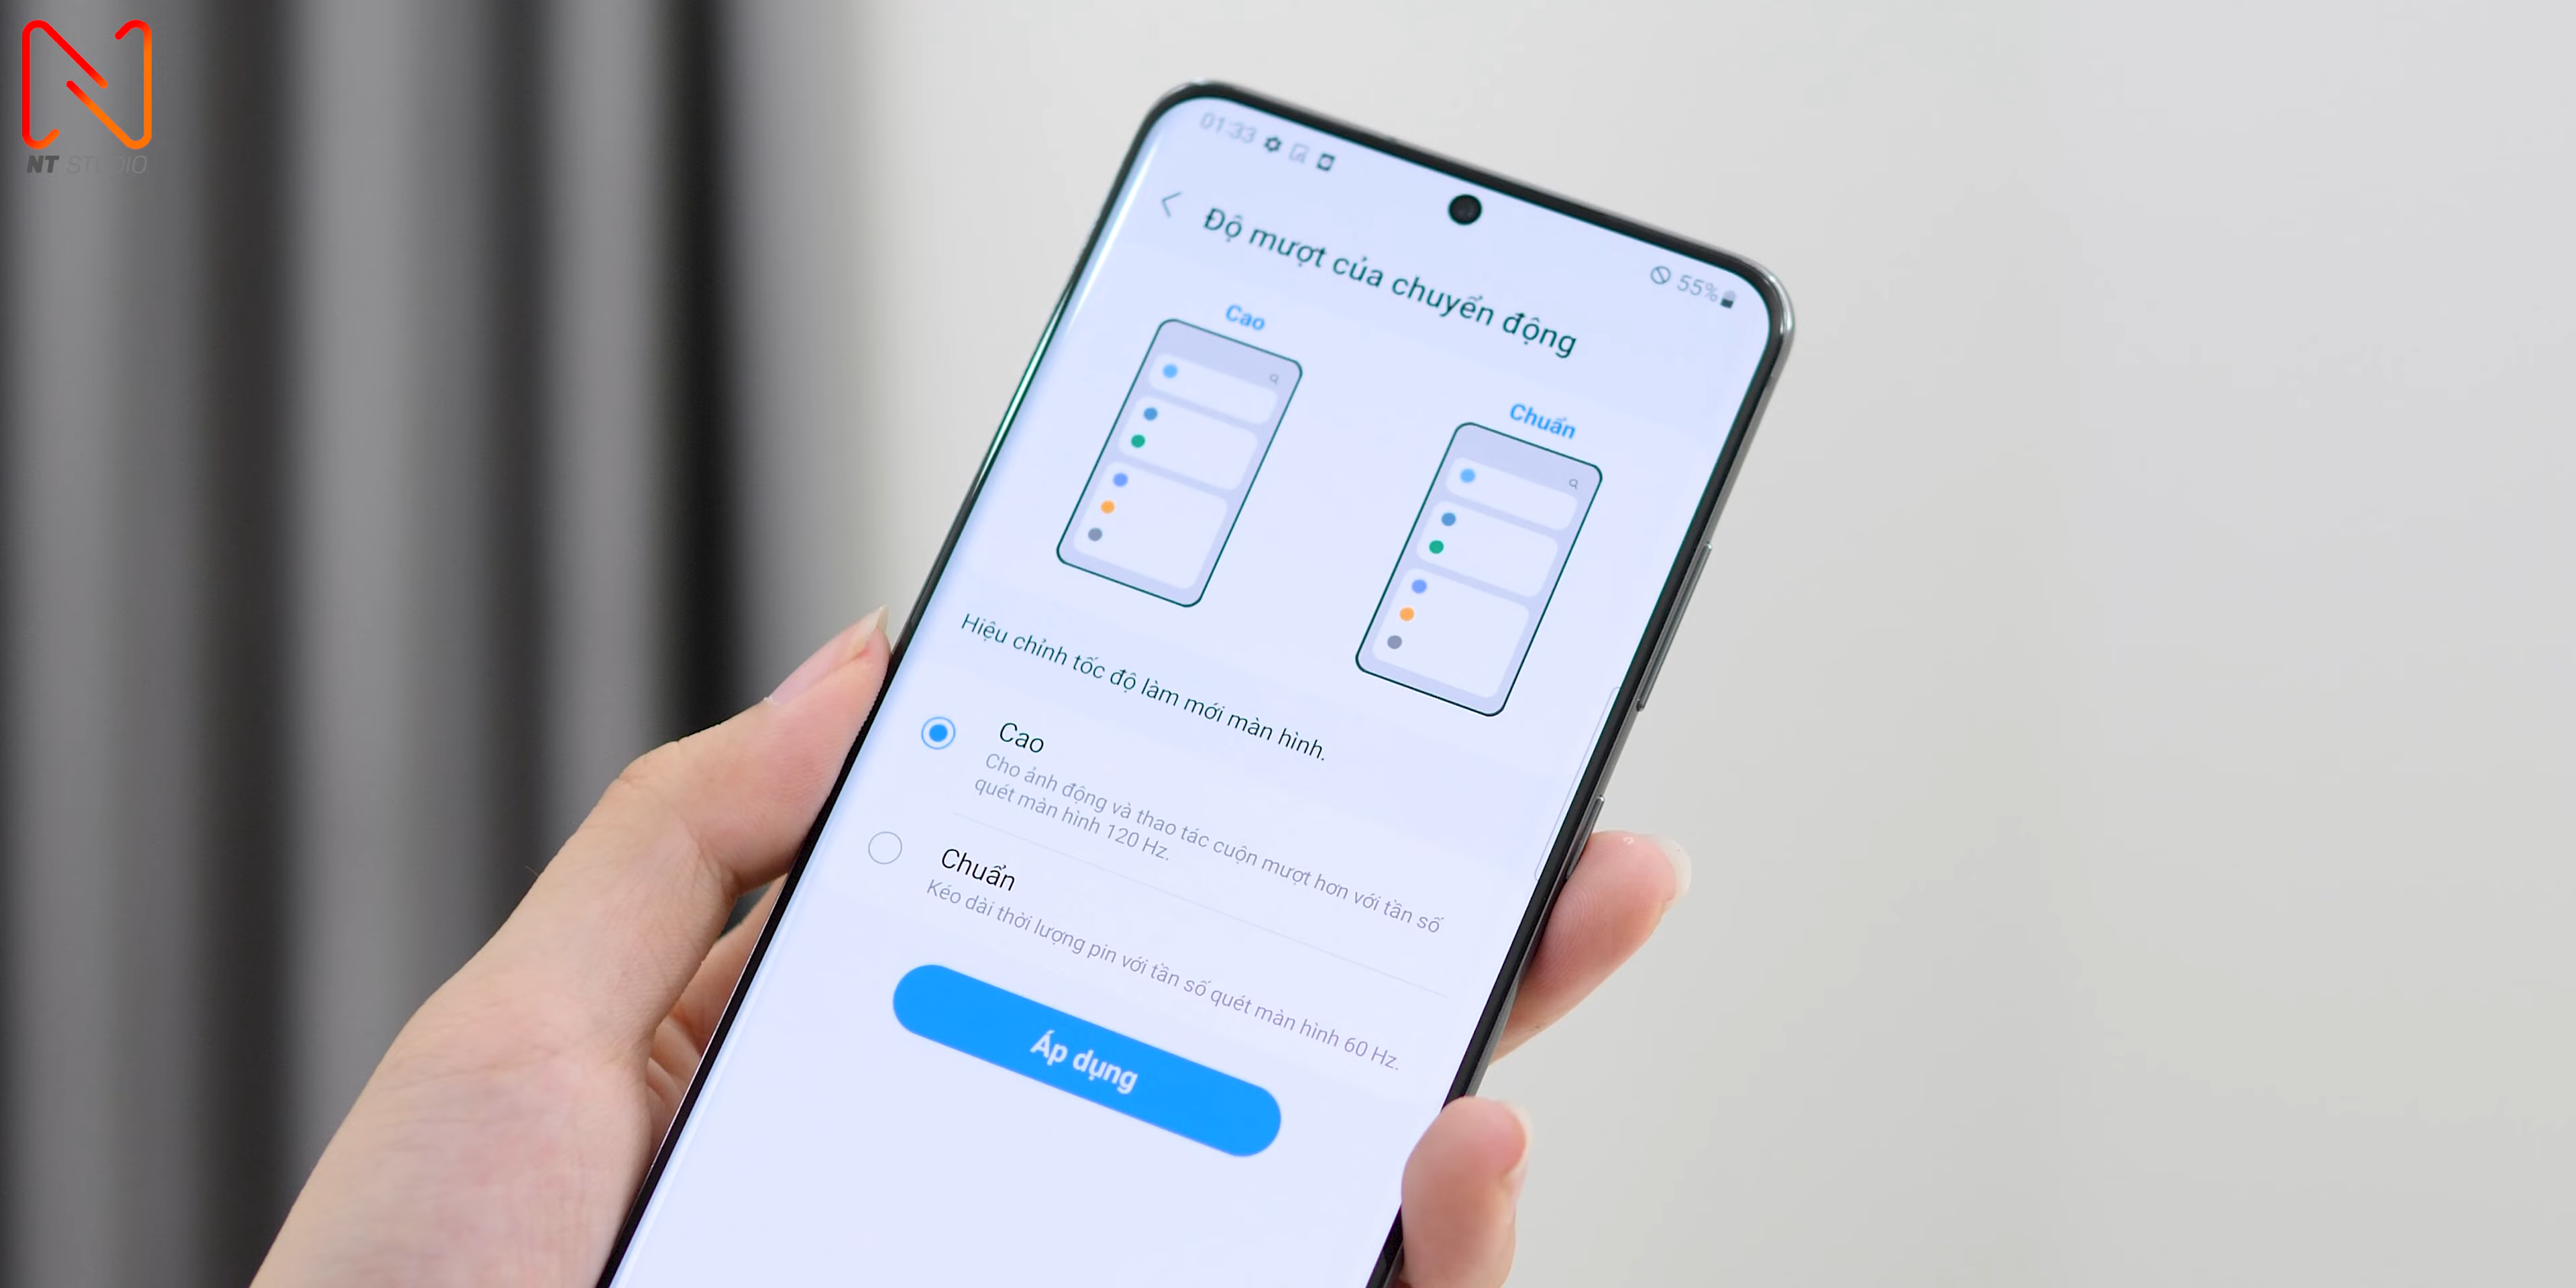 NT STUDIO
01:33
55%
Độ mượt của chuyển động
Cao
Chuẩn
Hiệu chỉnh tốc độ làm mới màn hình.
Cao
Cho ảnh động và thao tác cuộn mượt hơn với tần số
quét màn hình 120 Hz.
Chuẩn
Kéo dài thời lượng pin với tần số quét màn hình 60 Hz.
Áp dụng